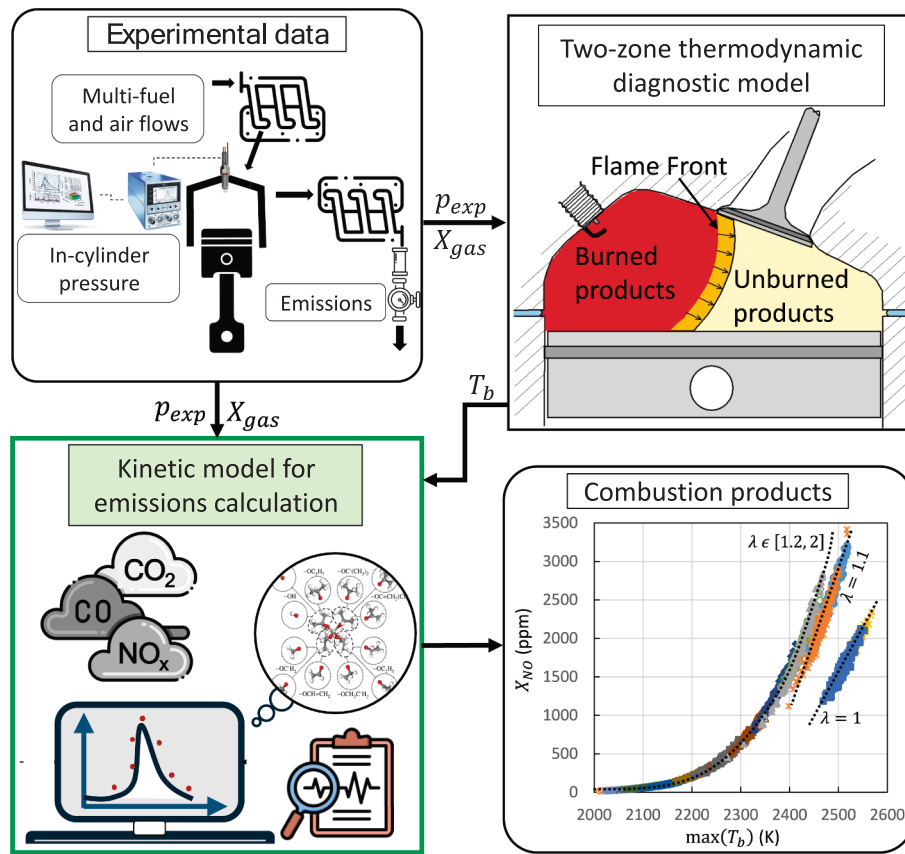 Experimental data
Multi-fuel
and air flows
In-cylinder
pressure
Emissions
p_exp
X_gas
Two-zone thermodynamic
diagnostic model
Flame Front
Burned
products
Unburned
products
p_exp X_gas
T_b
Kinetic model for
emissions calculation
CO₂
CO
NOₓ
-OH
-OCH=CH₂
Combustion products
X_NO (ppm)
3500
3000
2500
2000
1500
1000
500
0
λ ϵ [1.2, 2]
λ = 1.1
λ = 1
2000 2100 2200 2300 2400 2500 2600
max(T_b) (K)